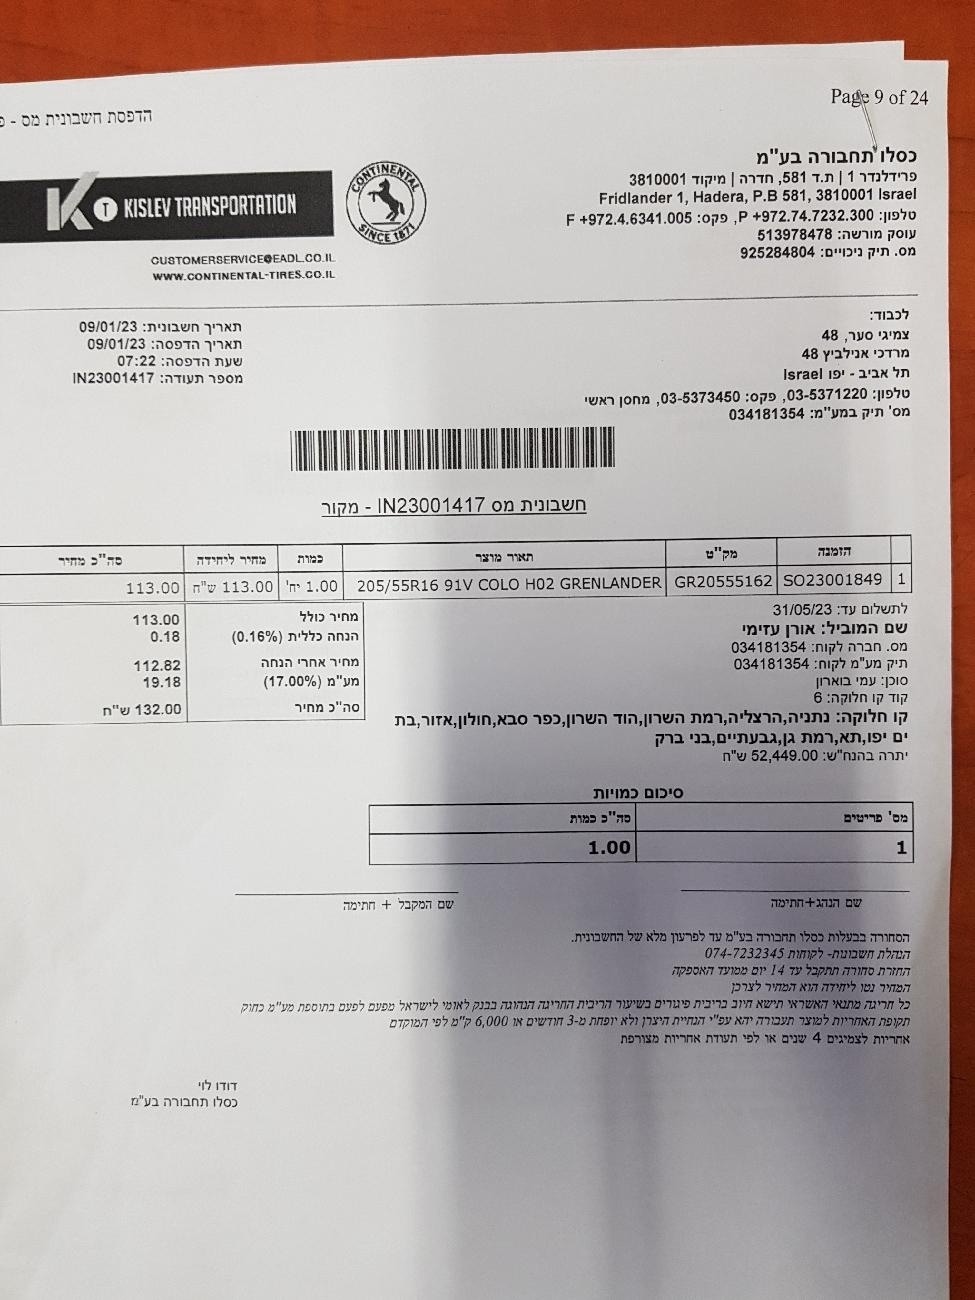 Page 9 of 24
הדפסת חשבונית מס -
כסלו תחבורה בע"מ
פרידלנדר 1 | ת.ד 581, חדרה | מיקוד 3810001
Fridlander 1, Hadera, P.B 581, 3810001 Israel
טלפון: P +972.74.7232.300, פקס: F +972.4.6341.005
עוסק מורשה: 513978478
מס. תיק ניכויים: 925284804
K T KISLEV TRANSPORTATION
CONTINENTAL
SINCE 1871
CUSTOMERSERVICE@EADL.CO.IL
WWW.CONTINENTAL-TIRES.CO.IL
לכבוד:
צמיגי סער, 48
מרדכי אנילביץ 48
תל אביב - יפו Israel
טלפון: 03-5371220, פקס: 03-5373450, מחסן ראשי
מס' תיק במע"מ: 034181354
תאריך חשבונית: 09/01/23
תאריך הדפסה: 09/01/23
שעת הדפסה: 07:22
מספר תעודה: IN23001417
חשבונית מס IN23001417 - מקור
הזמנה מק"ט תאור מוצר כמות מחיר ליחידה סה"כ מחיר
1 SO23001849 GR20555162 205/55R16 91V COLO H02 GRENLANDER 1.00 יח' 113.00 ש"ח 113.00
מחיר כולל 113.00
הנחה כללית (0.16%) 0.18
מחיר אחרי הנחה 112.82
מע"מ (17.00%) 19.18
סה"כ מחיר 132.00 ש"ח
לתשלום עד: 31/05/23
שם המוביל: אורן עזימי
מס. חברה לקוח: 034181354
תיק מע"מ לקוח: 034181354
סוכן: עמי בוארון
קוד קו חלוקה: 6
קו חלוקה: נתניה,הרצליה,רמת השרון,הוד השרון,כפר סבא,חולון,אזור,בת
ים יפו,תא,רמת גן,גבעתיים,בני ברק
יתרה בהנח"ש: 52,449.00 ש"ח
סיכום כמויות
מס' פריטים סה"כ כמות
1 1.00
שם הנהג+חתימה
שם המקבל + חתימה
הסחורה בבעלות כסלו תחבורה בע"מ עד לפרעון מלא של החשבונית.
הנהלת חשבונות- לקוחות 074-7232345
החזרת סחורה תתקבל עד 14 יום ממועד האספקה
המחיר נטו ליחידה הוא המחיר לצרכן
כל חריגה מתנאי האשראי תישא חיוב בריבית פיגורים בשיעור הריבית החריגה הנהוגה בבנק לאומי לישראל מפעם לפעם בתוספת מע"מ כחוק
תקופת האחריות למוצר תעבורה יהא עפ"י הנחיית היצרן ולא יופחת מ-3 חודשים או 6,000 ק"מ לפי המוקדם
אחריות לצמיגים 4 שנים או לפי תעודת אחריות מצורפת
דודו לוי
כסלו תחבורה בע"מ